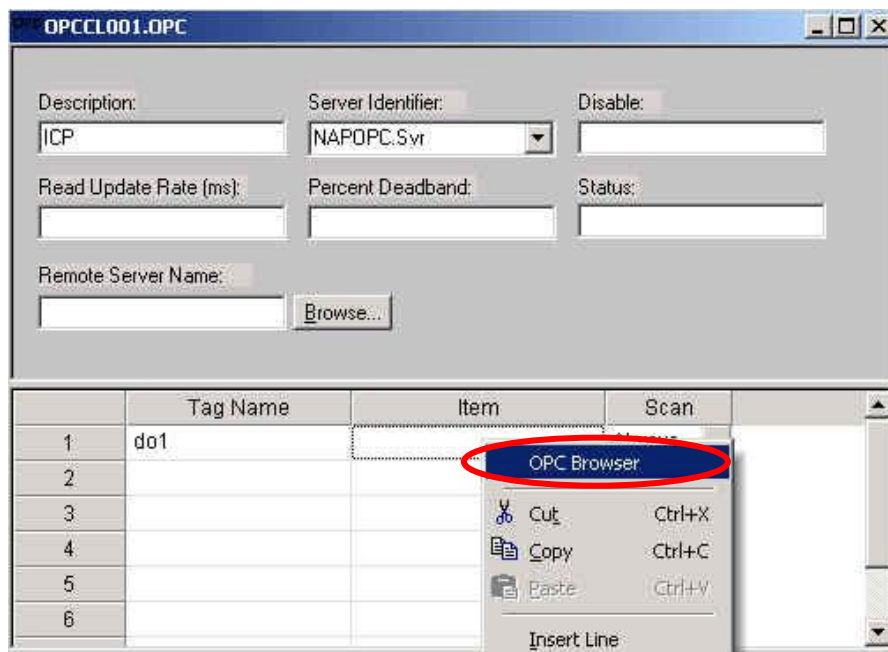 OPCCL001.OPC
Description: Server Identifier: Disable:
ICP NAPOPC.Svr
Read Update Rate (ms): Percent Deadband: Status:
Remote Server Name:
Browse...
Tag Name Item Scan
1 do1
2 OPC Browser
3 Cut Ctrl+X
4 Copy Ctrl+C
5 Paste Ctrl+V
6
Insert Line